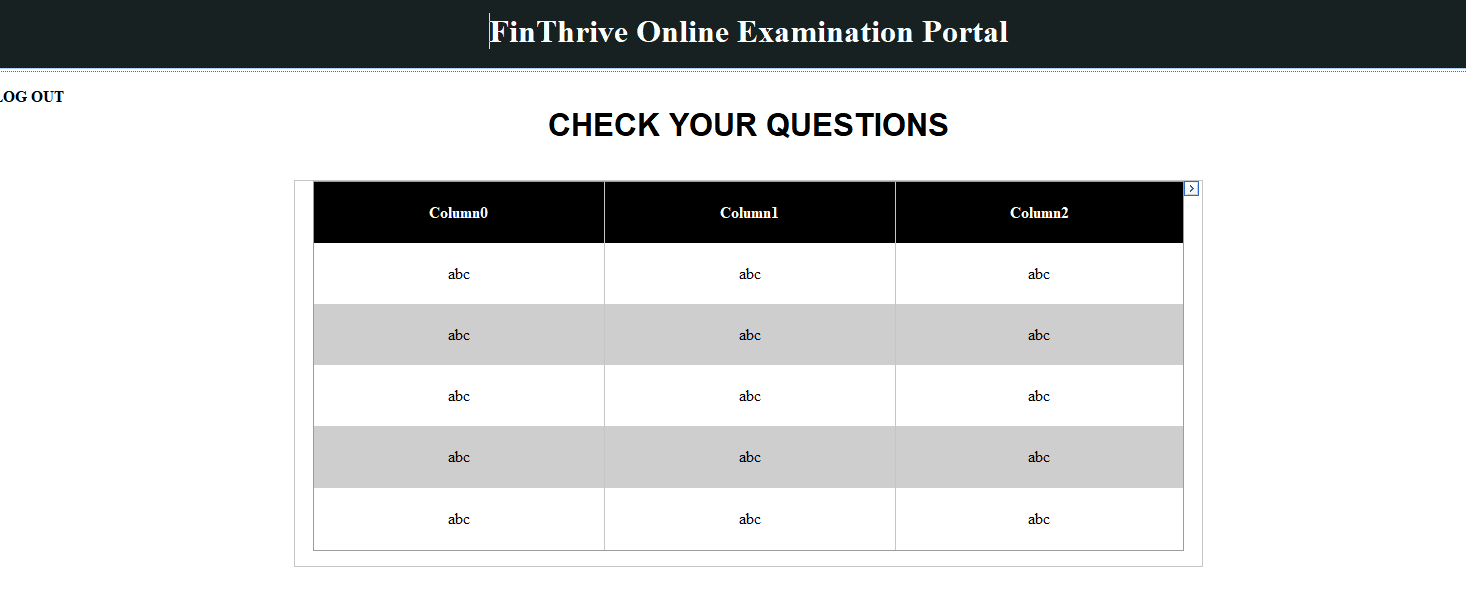 FinThrive Online Examination Portal
LOG OUT
CHECK YOUR QUESTIONS
Column0 Column1 Column2
abc abc abc
abc abc abc
abc abc abc
abc abc abc
abc abc abc